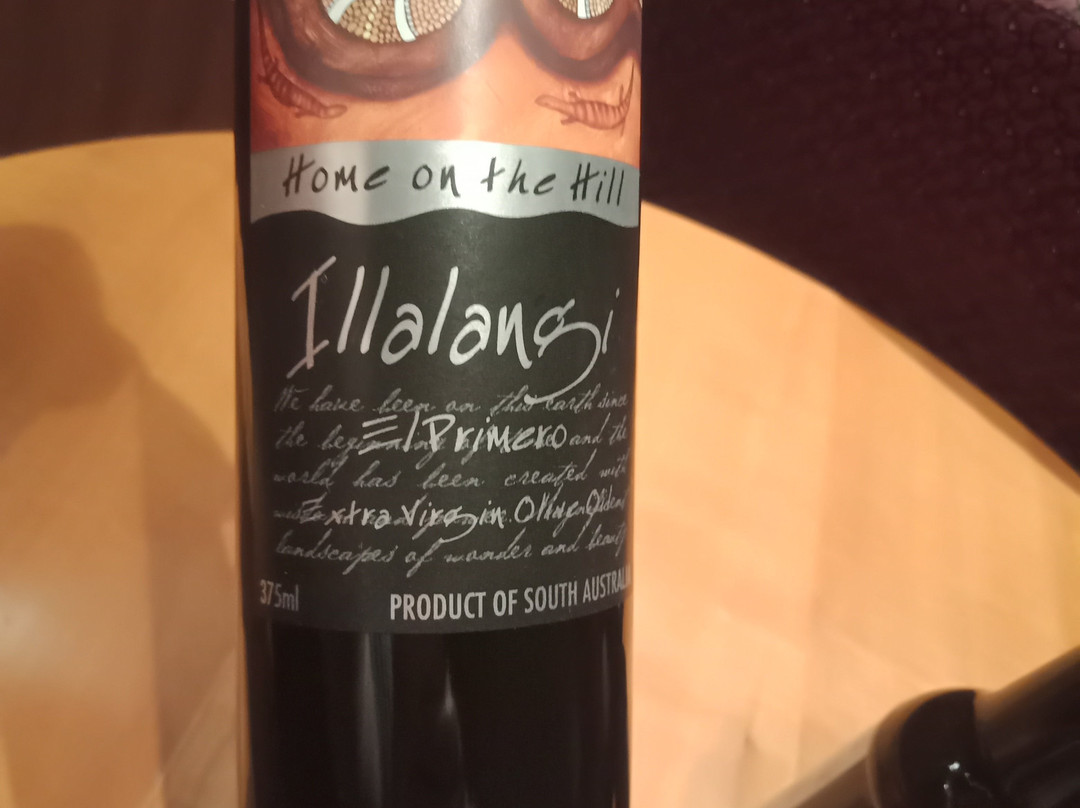 Home on the Hill
Illalangi
We have been on this earth since
the beginning and the
El Primero
world has been created with
Extra Virgin Olive Oil
landscapes of wonder and beauty
375ml
PRODUCT OF SOUTH AUSTRAL